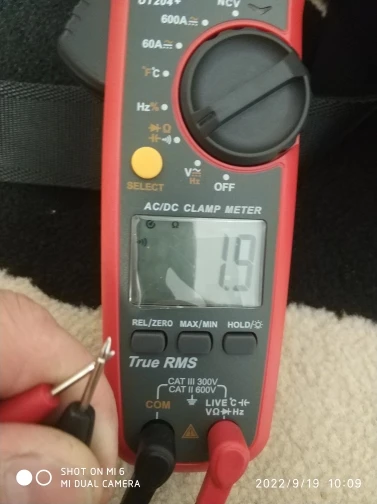 UT204+
NCV
600A
60A
°F°C
Hz%
Ω
V
Hz
OFF
SELECT
AC/DC CLAMP METER
1.9
REL/ZERO MAX/MIN HOLD/
True RMS
CAT III 300V
CAT II 600V
COM
LIVE °C
VΩ Hz
SHOT ON MI 6
MI DUAL CAMERA
2022/9/19 10:09